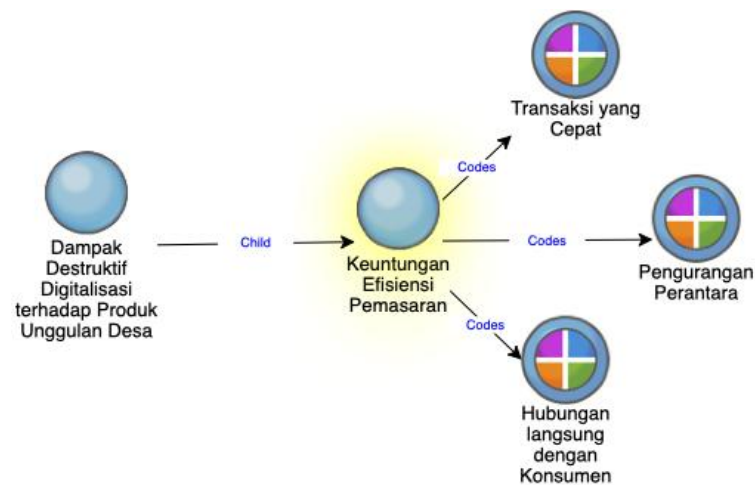 Dampak
Destruktif
Digitalisasi
terhadap Produk
Unggulan Desa
Child
Keuntungan
Efisiensi
Pemasaran
Codes
Transaksi yang
Cepat
Codes
Pengurangan
Perantara
Codes
Hubungan
langsung
dengan
Konsumen